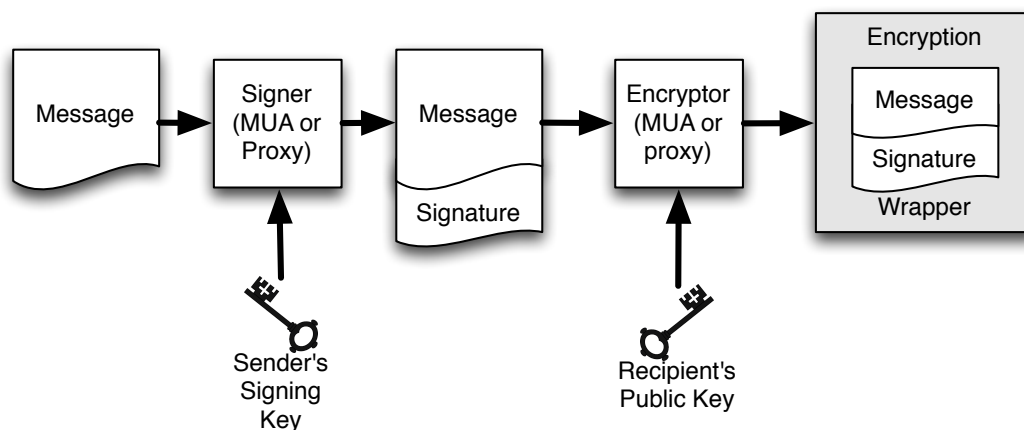 Message
Signer
(MUA or
Proxy)
Message
Signature
Encryptor
(MUA or
proxy)
Encryption
Message
Signature
Wrapper
Sender's
Signing
Key
Recipient's
Public Key